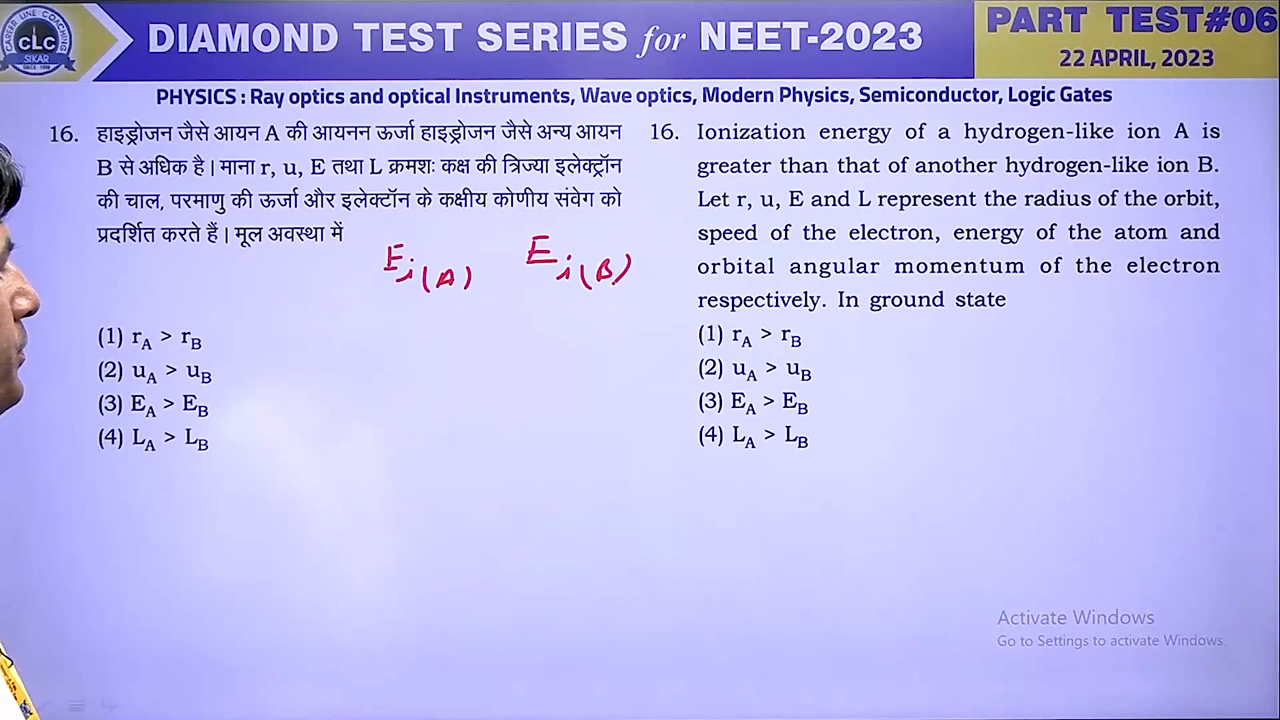 CAREER LINE COACHING
CLC
SIKAR
DIAMOND TEST SERIES for NEET-2023
PART TEST#06
22 APRIL, 2023
PHYSICS : Ray optics and optical Instruments, Wave optics, Modern Physics, Semiconductor, Logic Gates
16. हाइड्रोजन जैसे आयन A की आयनन ऊर्जा हाइड्रोजन जैसे अन्य आयन
B से अधिक है। माना r, u, E तथा L क्रमशः कक्ष की त्रिज्या इलेक्ट्रॉन
की चाल, परमाणु की ऊर्जा और इलेक्टॉन के कक्षीय कोणीय संवेग को
प्रदर्शित करते हैं। मूल अवस्था में
E i(A) E i(B)
(1) rA > rB
(2) uA > uB
(3) EA > EB
(4) LA > LB
16. Ionization energy of a hydrogen-like ion A is
greater than that of another hydrogen-like ion B.
Let r, u, E and L represent the radius of the orbit,
speed of the electron, energy of the atom and
orbital angular momentum of the electron
respectively. In ground state
(1) rA > rB
(2) uA > uB
(3) EA > EB
(4) LA > LB
Activate Windows
Go to Settings to activate Windows.